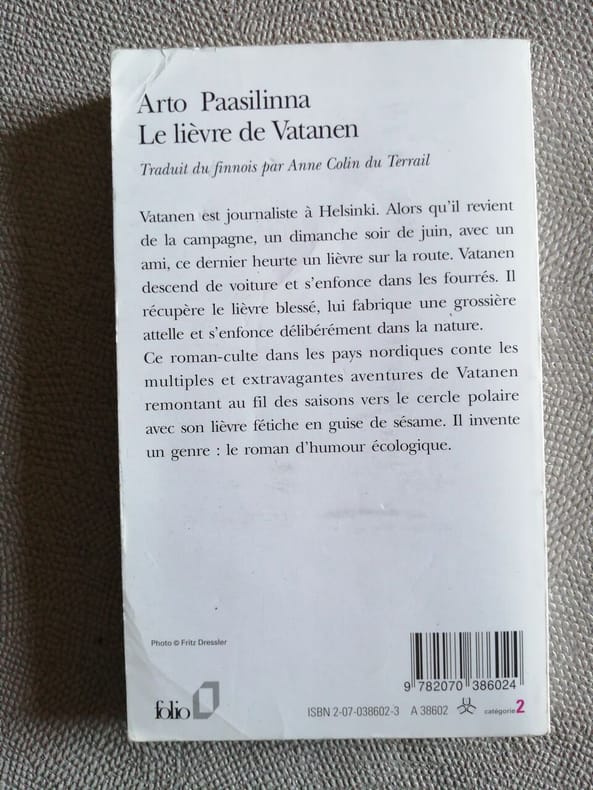 Arto Paasilinna
Le lièvre de Vatanen
Traduit du finnois par Anne Colin du Terrail
Vatanen est journaliste à Helsinki. Alors qu'il revient
de la campagne, un dimanche soir de juin, avec un
ami, ce dernier heurte un lièvre sur la route. Vatanen
descend de voiture et s'enfonce dans les fourrés. Il
récupère le lièvre blessé, lui fabrique une grossière
attelle et s'enfonce délibérément dans la nature.
Ce roman-culte dans les pays nordiques conte les
multiples et extravagantes aventures de Vatanen
remontant au fil des saisons vers le cercle polaire
avec son lièvre fétiche en guise de sésame. Il invente
un genre : le roman d'humour écologique.
Photo © Fritz Dressler
9 782070 386024
folio
ISBN 2-07-038602-3 A 38602 catégorie 2